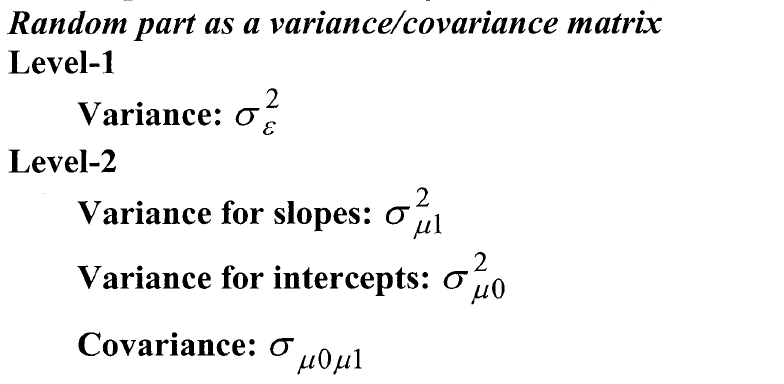 Random part as a variance/covariance matrix
Level-1
Variance: σ²ε
Level-2
Variance for slopes: σ²μ1
Variance for intercepts: σ²μ0
Covariance: σμ0μ1